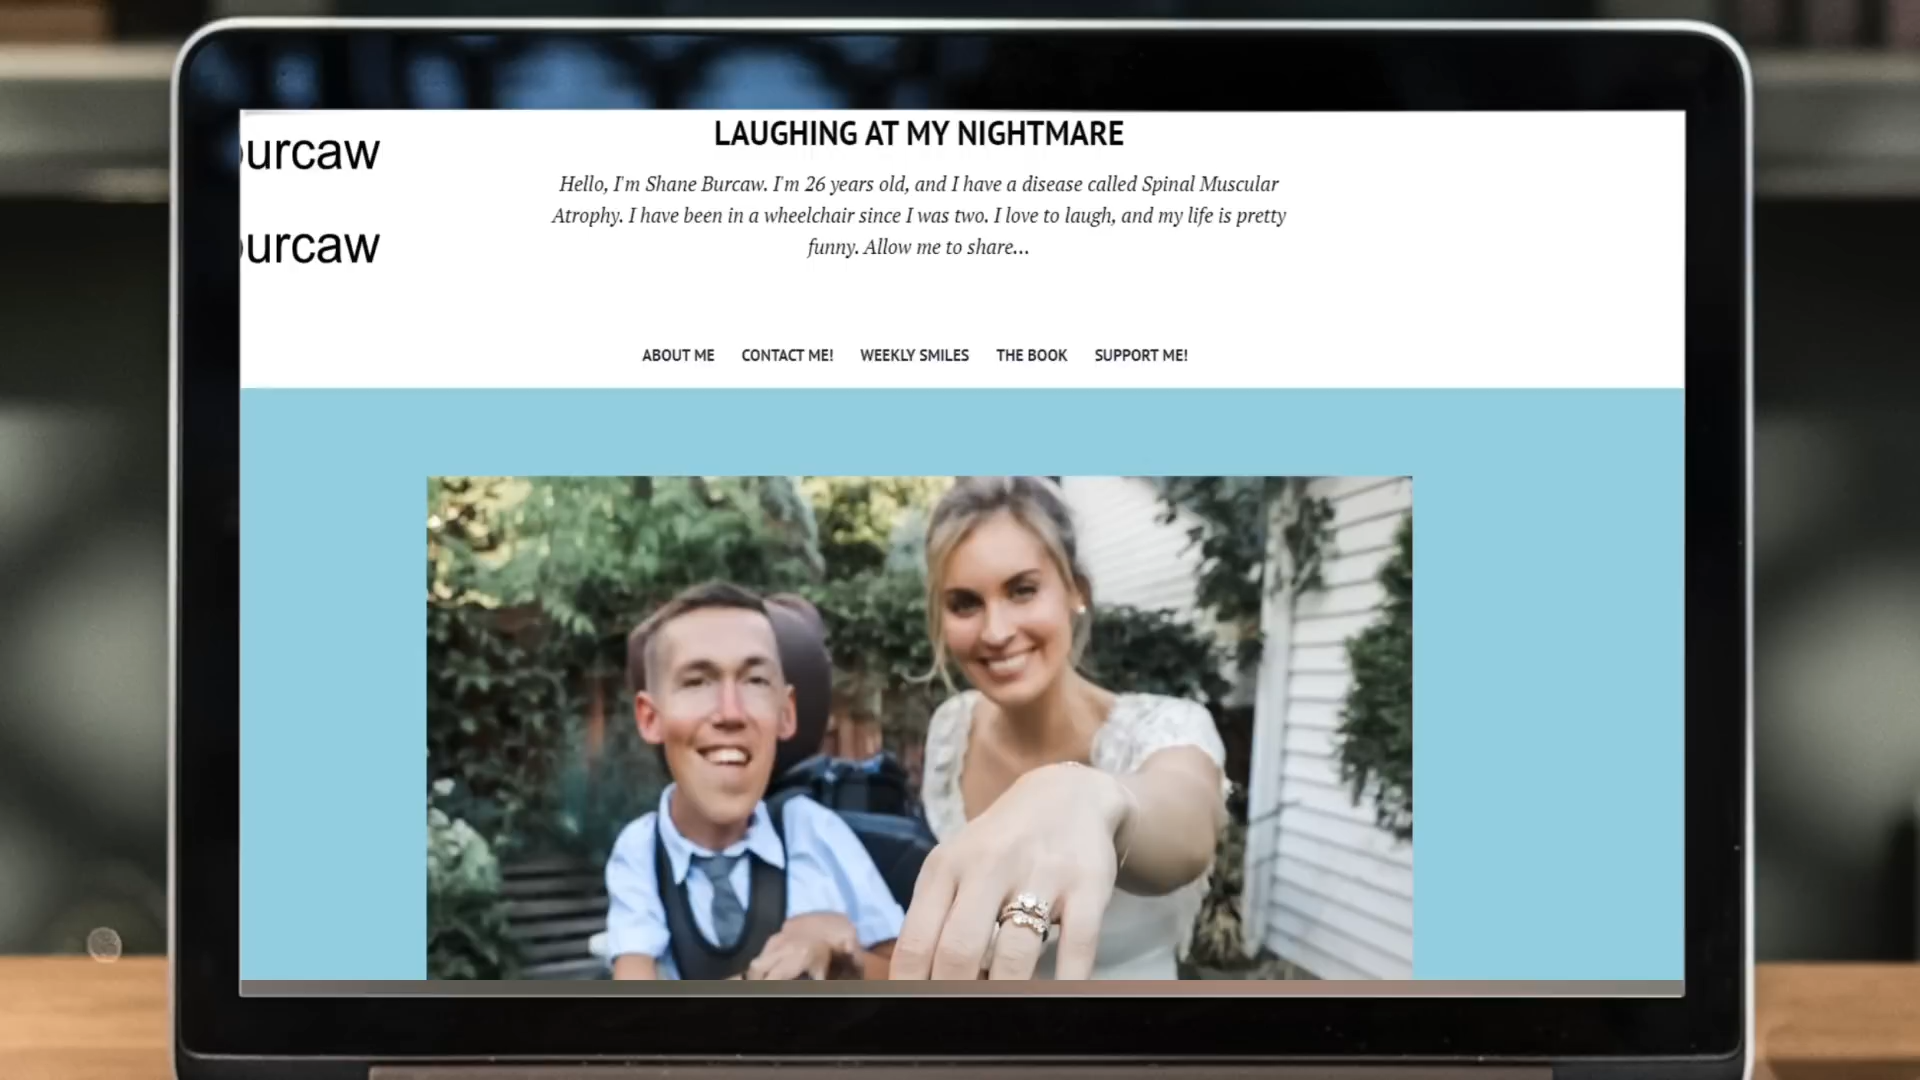 urcaw
urcaw
LAUGHING AT MY NIGHTMARE
Hello, I'm Shane Burcaw. I'm 26 years old, and I have a disease called Spinal Muscular
Atrophy. I have been in a wheelchair since I was two. I love to laugh, and my life is pretty
funny. Allow me to share...
ABOUT ME CONTACT ME! WEEKLY SMILES THE BOOK SUPPORT ME!